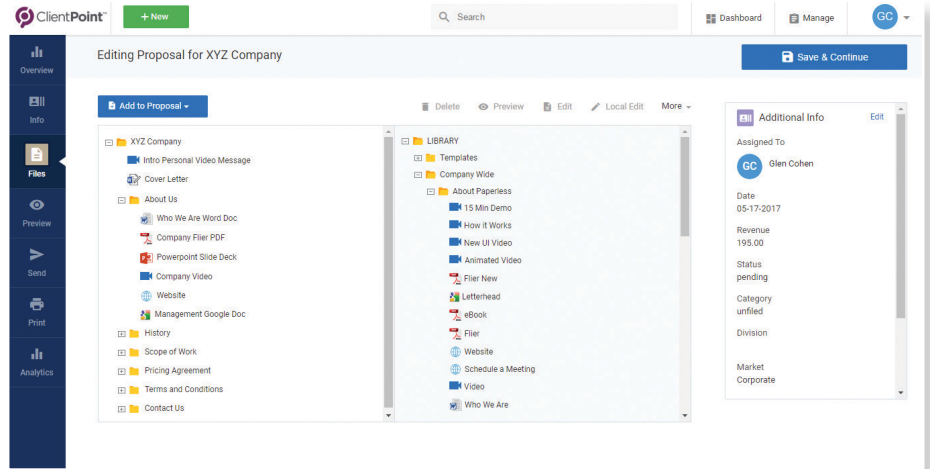 ClientPoint™
+ New
Search
Dashboard
Manage
GC
Overview
Info
Files
Preview
Send
Print
Analytics
Editing Proposal for XYZ Company
Save & Continue
Add to Proposal
Delete
Preview
Edit
Local Edit
More
XYZ Company
Intro Personal Video Message
Cover Letter
About Us
Who We Are Word Doc
Company Flier PDF
Powerpoint Slide Deck
Company Video
Website
Management Google Doc
History
Scope of Work
Pricing Agreement
Terms and Conditions
Contact Us
LIBRARY
Templates
Company Wide
About Paperless
15 Min Demo
How it Works
New UI Video
Animated Video
Flier New
Letterhead
eBook
Flier
Website
Schedule a Meeting
Video
Who We Are
Additional Info
Edit
Assigned To
GC
Glen Cohen
Date
05-17-2017
Revenue
195.00
Status
pending
Category
unfiled
Division
Market
Corporate